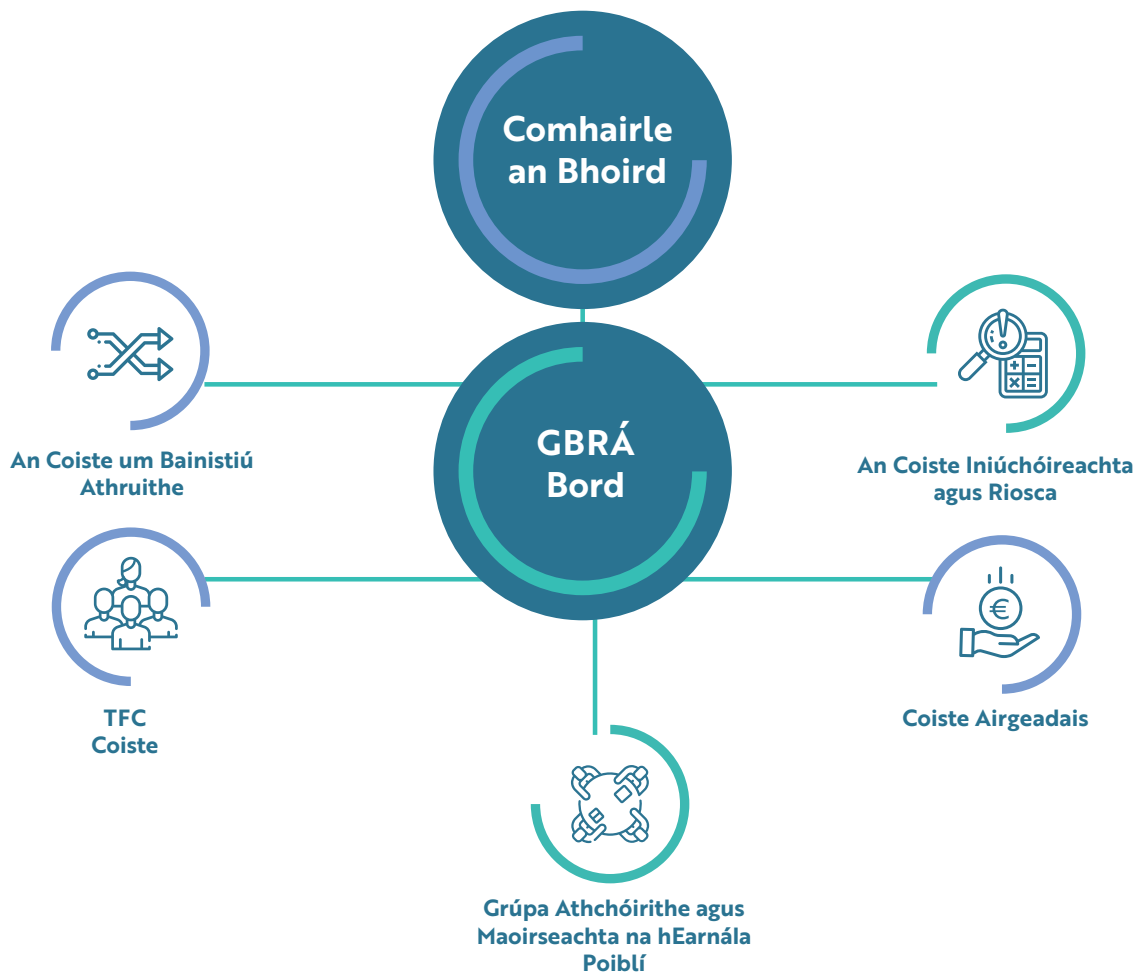 Comhairle
an Bhoird
GBRÁ
Bord
An Coiste um Bainistiú
Athruithe
An Coiste Iniúchóireachta
agus Riosca
TFC
Coiste
€
Coiste Airgeadais
Grúpa Athchóirithe agus
Maoirseachta na hEarnála
Poiblí